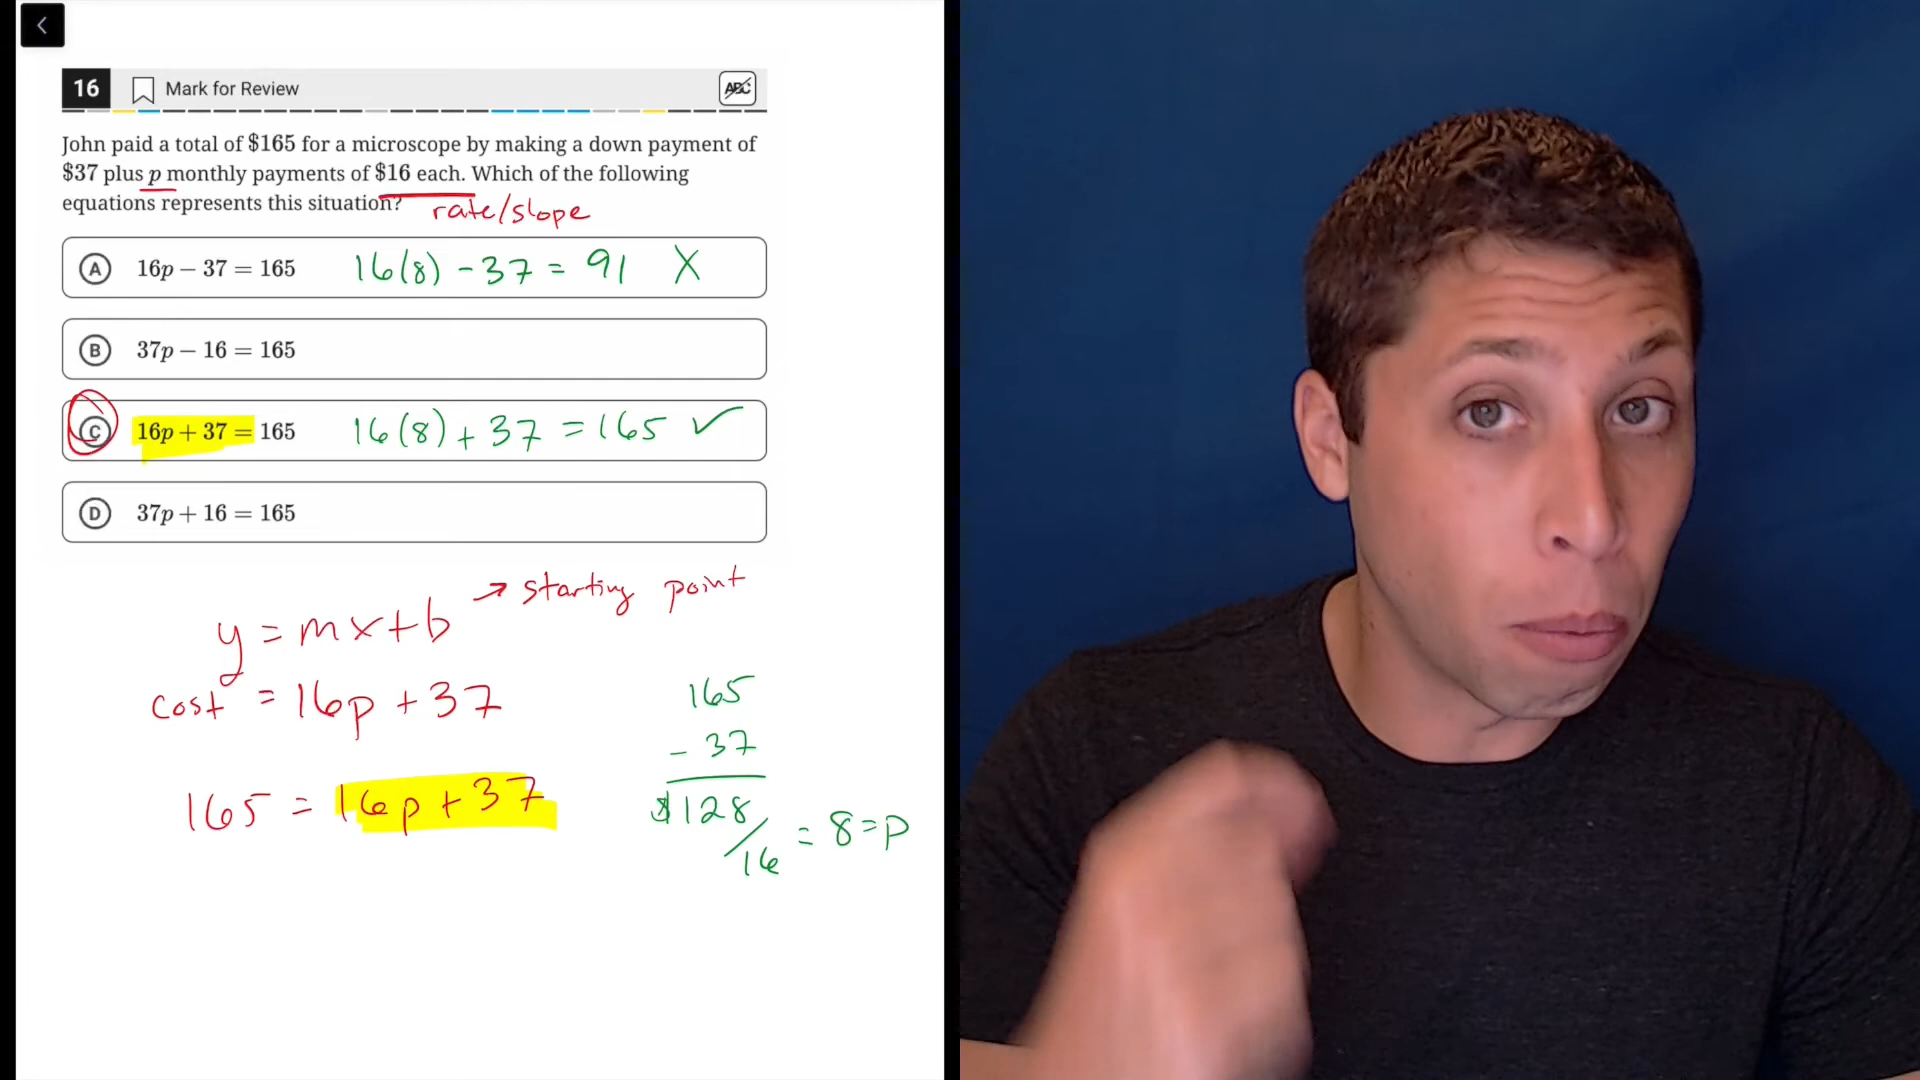 16 Mark for Review ABC
John paid a total of $165 for a microscope by making a down payment of
$37 plus p monthly payments of $16 each. Which of the following
equations represents this situation?
rate/slope
A 16p − 37 = 165 16(8) - 37 = 91 X
B 37p − 16 = 165
C 16p + 37 = 165 16(8) + 37 = 165 ✓
D 37p + 16 = 165
→ starting point
y = mx+b
cost = 16p + 37
165 = 16p + 37
165
- 37
$128
/16 = 8 = p